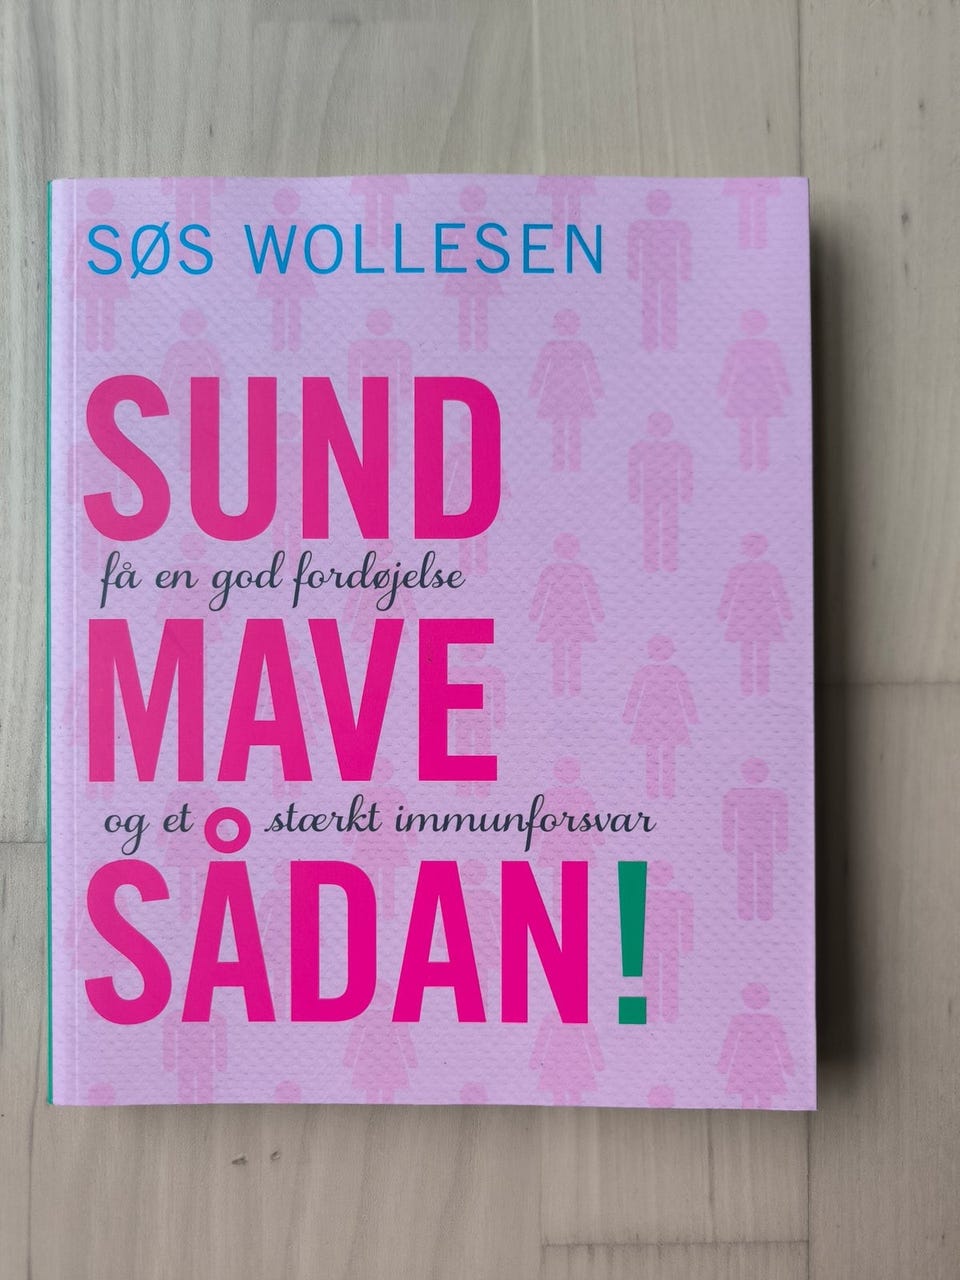 SØS WOLLESEN
SUND
få en god fordøjelse
MAVE
og et stærkt immunforsvar
SÅDAN!